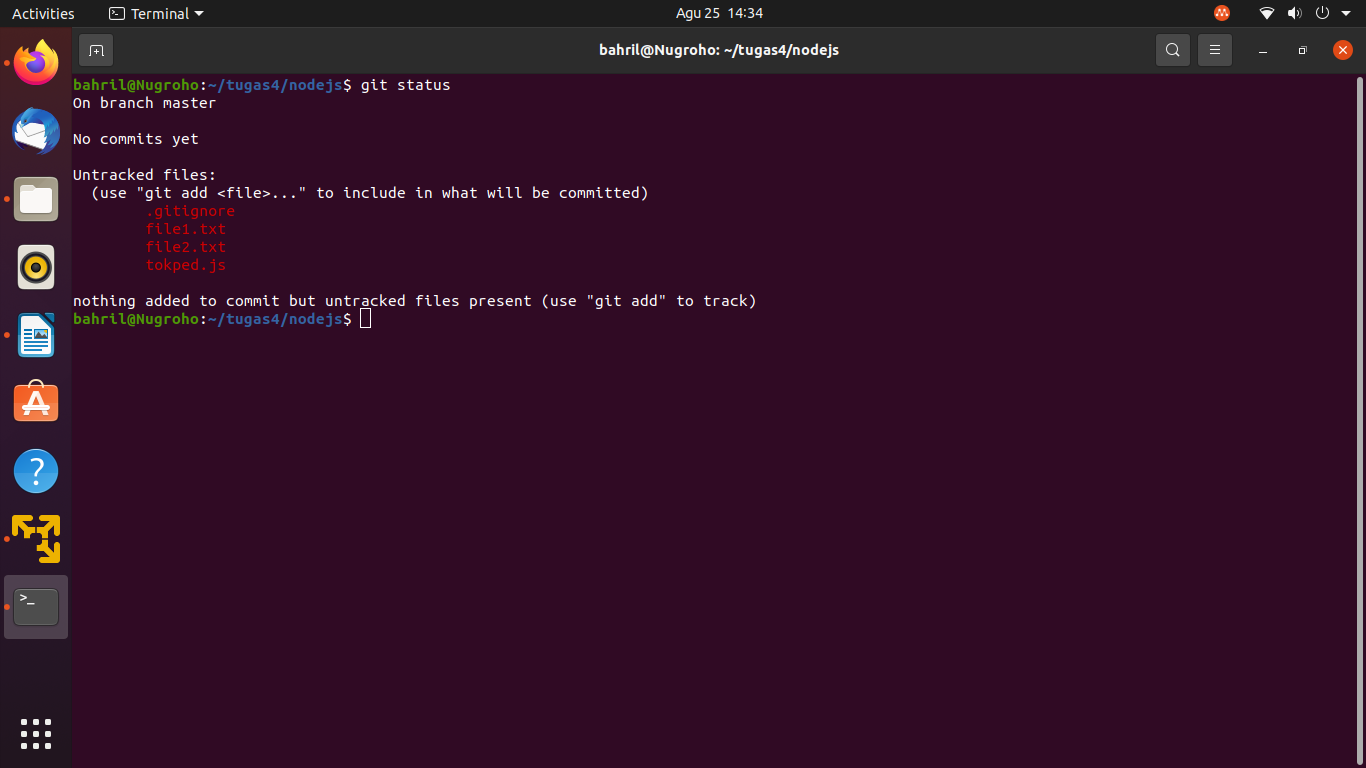 Activities Terminal Agu 25 14:34
bahril@Nugroho: ~/tugas4/nodejs
bahril@Nugroho:~/tugas4/nodejs$ git status
On branch master
No commits yet
Untracked files:
(use "git add <file>..." to include in what will be committed)
.gitignore
file1.txt
file2.txt
tokped.js
nothing added to commit but untracked files present (use "git add" to track)
bahril@Nugroho:~/tugas4/nodejs$